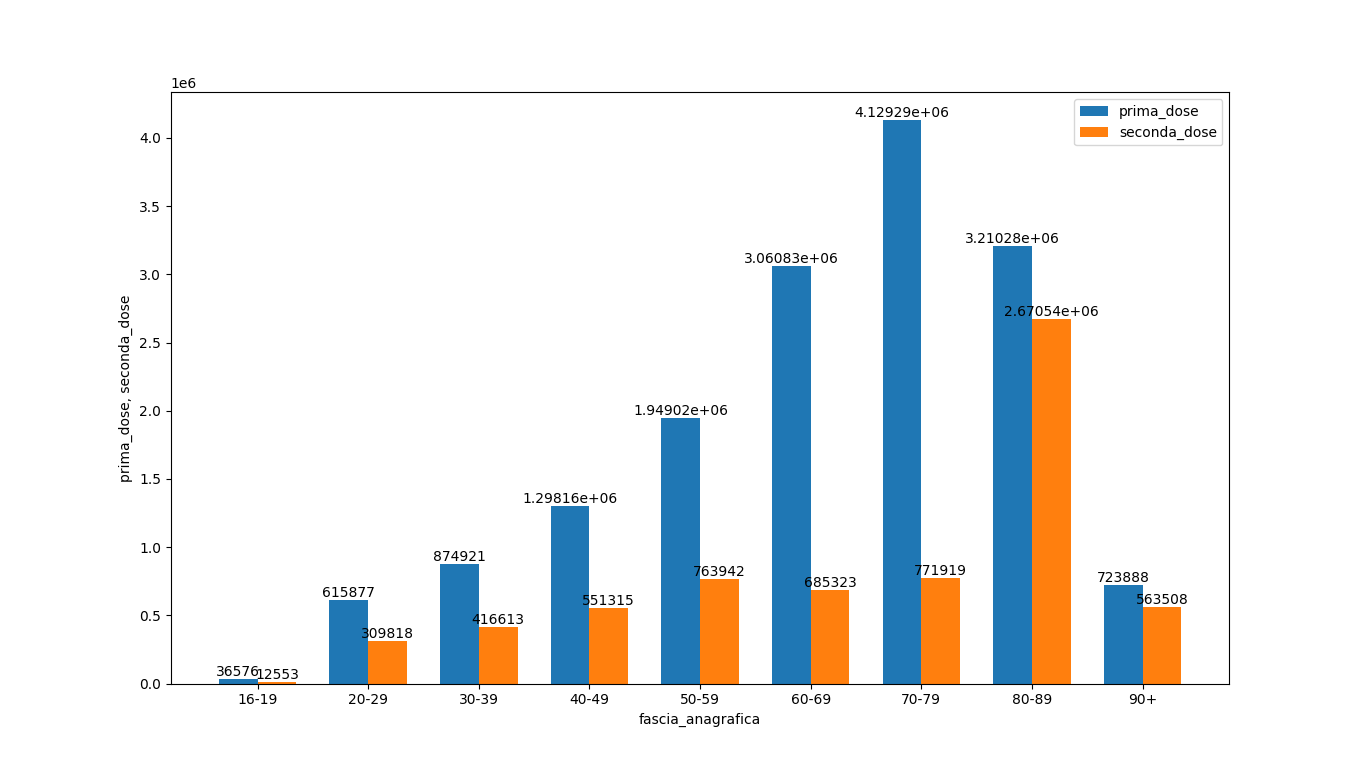 1e6
prima_dose
seconda_dose
4.0
3.5
3.0
2.5
2.0
1.5
1.0
0.5
0.0
prima_dose, seconda_dose
36576
12553
615877
309818
874921
416613
1.29816e+06
551315
1.94902e+06
763942
3.06083e+06
685323
4.12929e+06
771919
3.21028e+06
2.67054e+06
723888
563508
16-19 20-29 30-39 40-49 50-59 60-69 70-79 80-89 90+
fascia_anagrafica